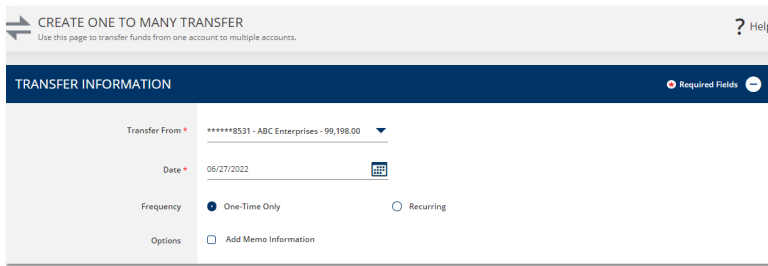 CREATE ONE TO MANY TRANSFER
Use this page to transfer funds from one account to multiple accounts.
? Help
TRANSFER INFORMATION
* Required Fields
Transfer From * ******8531 - ABC Enterprises - 99,198.00
Date * 06/27/2022
Frequency One-Time Only Recurring
Options Add Memo Information